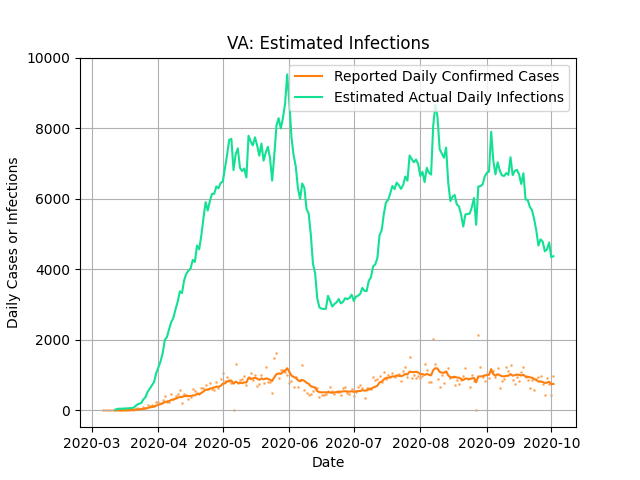 VA: Estimated Infections
Reported Daily Confirmed Cases
Estimated Actual Daily Infections
Daily Cases or Infections
10000
8000
6000
4000
2000
0
2020-03 2020-04 2020-05 2020-06 2020-07 2020-08 2020-09 2020-10
Date